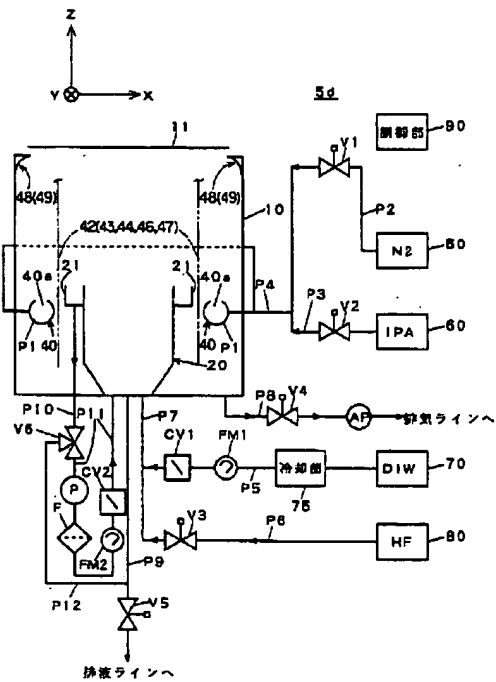 Z
Y
X
5d
11
制御部
90
V1
48(49)
48(49)
10
P2
42(43,44,46,47)
N2
50
21
21
40a
40a
P4
P3
V2
P1
40
40
P1
IPA
60
20
P10
P11
P7
P8
V4
AP
排気ラインへ
V6
CV1
FM1
冷却部
DIW
70
CV2
P5
75
P
F
V3
P6
HF
80
FM2
P9
P12
V5
排液ラインへ